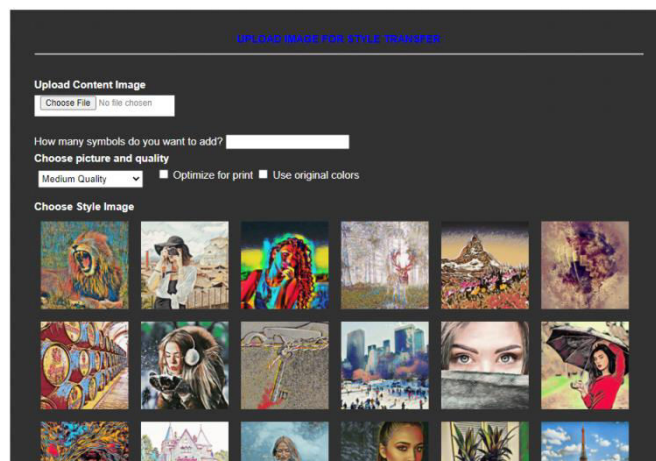 UPLOAD IMAGE FOR STYLE TRANSFER
Upload Content Image
Choose File No file chosen
How many symbols do you want to add?
Choose picture and quality
Medium Quality Optimize for print Use original colors
Choose Style Image